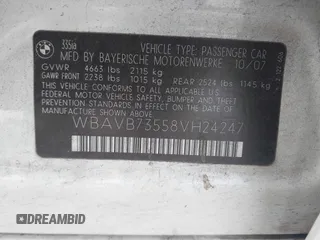 BMW
335i
VEHICLE TYPE: PASSENGER CAR
MFD BY BAYERISCHE MOTORENWERKE 10/07
GVWR 4663 lbs 2115 kg
GAWR FRONT 2238 lbs 1015 kg REAR 2524 lbs 1145 kg
THIS VEHICLE CONFORMS TO ALL APPLICABLE FEDERAL
MOTOR VEHICLE SAFETY, BUMPER, AND THEFT PREVENTION
STANDARDS IN EFFECT ON THE DATE OF
MANUFACTURE SHOWN ABOVE.
WBAVB73558VH24247
DREAMBID